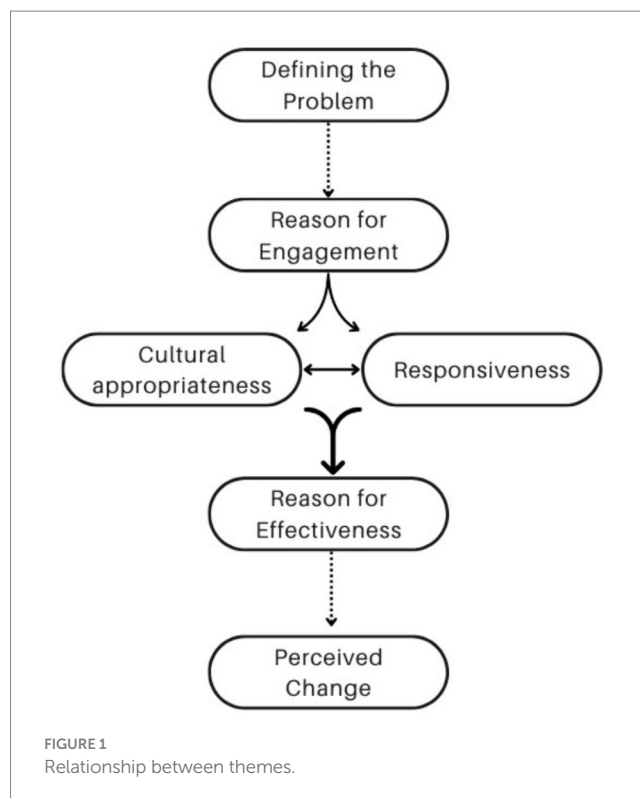 Defining the
Problem
Reason for
Engagement
Cultural
appropriateness
Responsiveness
Reason for
Effectiveness
Perceived
Change
FIGURE 1
Relationship between themes.